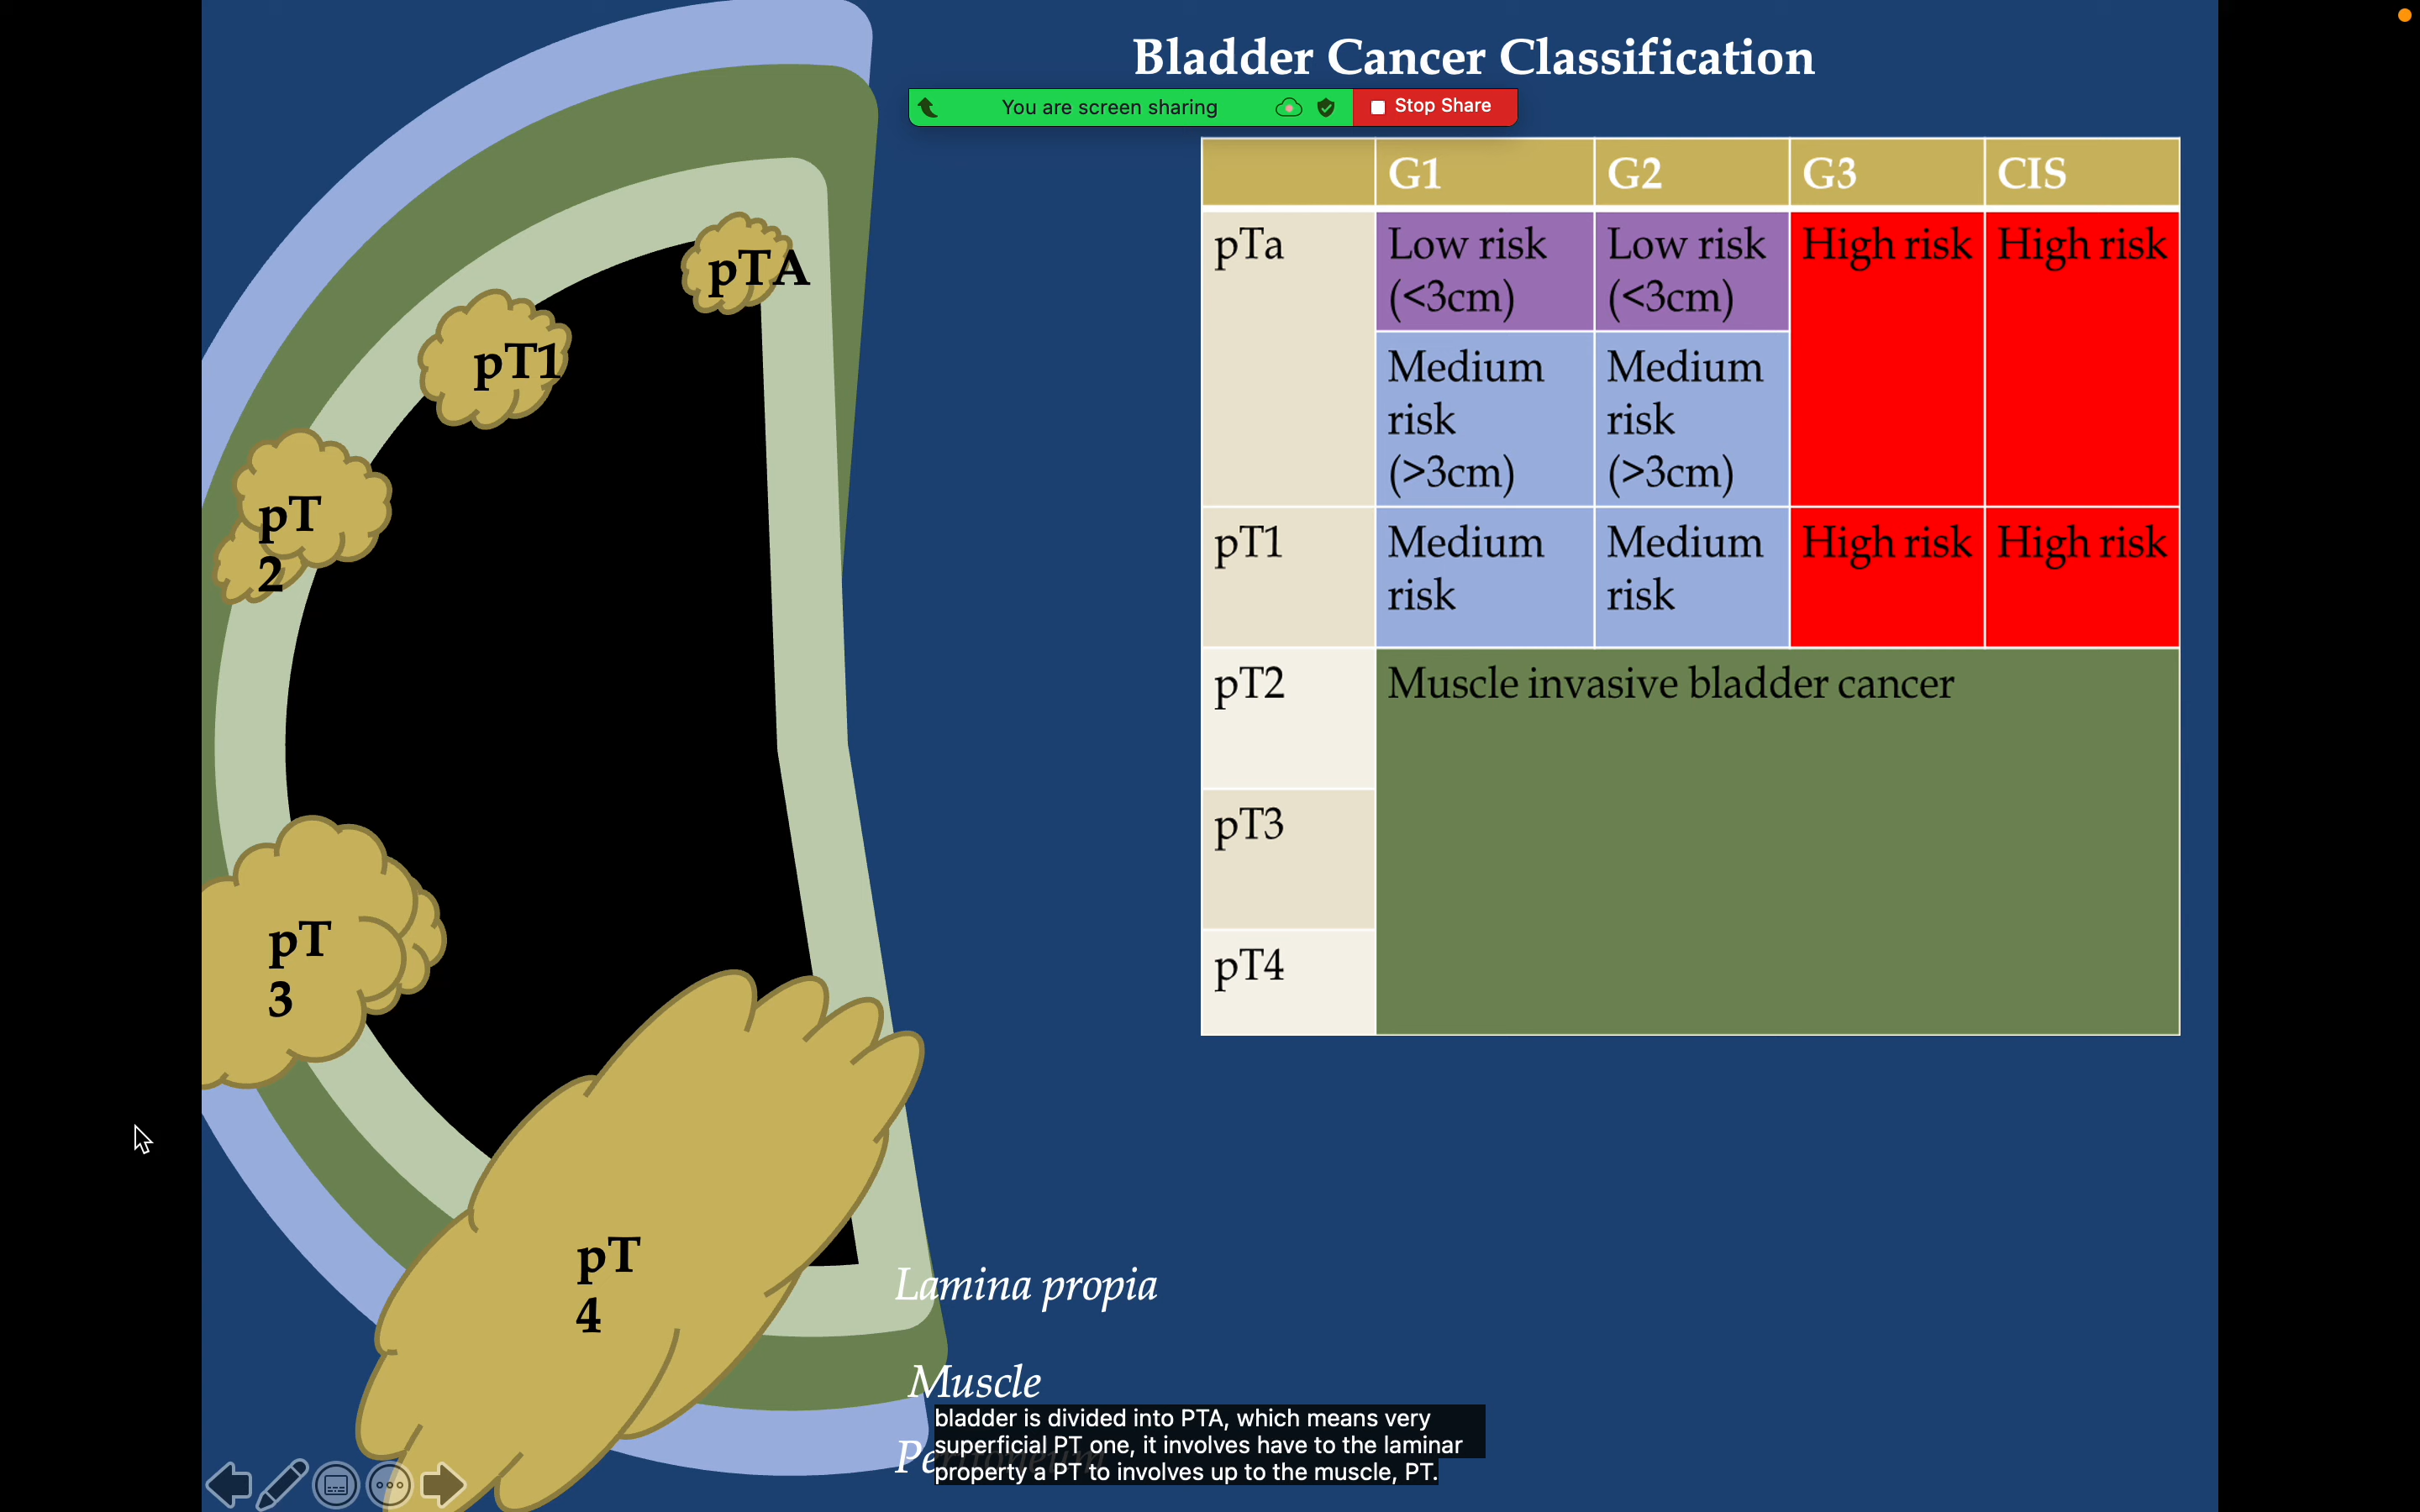 Bladder Cancer Classification
You are screen sharing
Stop Share
G1 G2 G3 CIS
pTa
Low risk
(<3cm)
Low risk
(<3cm)
High risk
High risk
Medium
risk
(>3cm)
Medium
risk
(>3cm)
pT1
Medium
risk
Medium
risk
High risk
High risk
pT2
Muscle invasive bladder cancer
pT3
pT4
pTA
pT1
pT
2
pT
3
pT
4
Lamina propia
Muscle
bladder is divided into PTA, which means very
superficial PT one, it involves have to the laminar
property a PT to involves up to the muscle, PT.